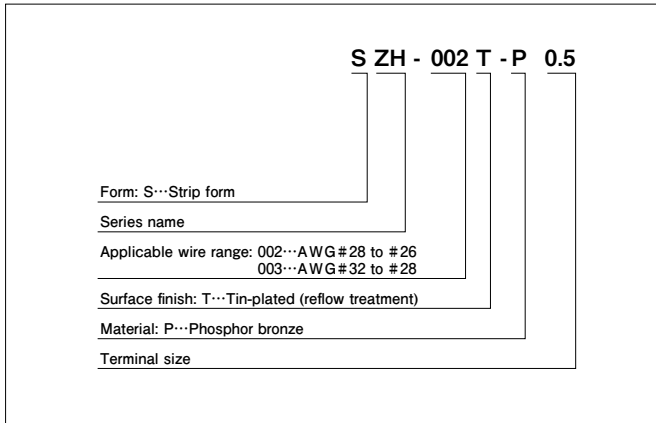 S ZH - 002 T - P 0.5
Form: S⋯Strip form
Series name
Applicable wire range: 002⋯AWG#28 to #26
003⋯AWG#32 to #28
Surface finish: T⋯Tin-plated (reflow treatment)
Material: P⋯Phosphor bronze
Terminal size